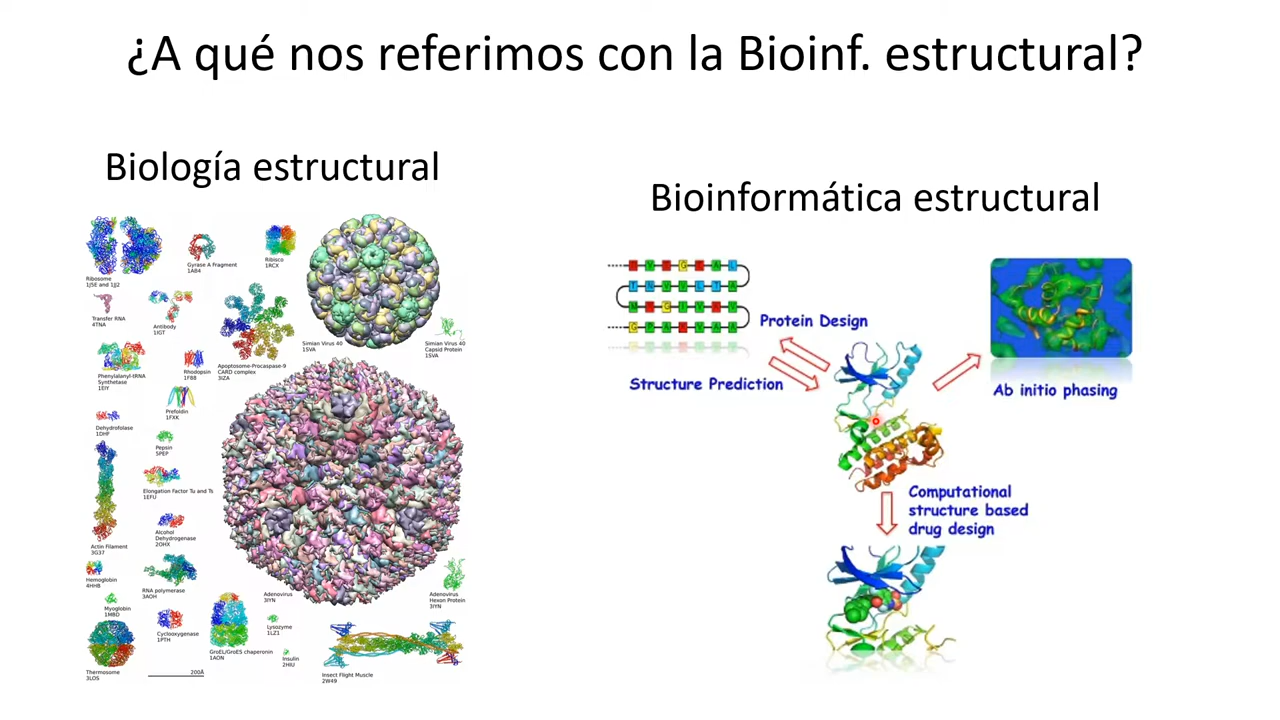 ¿A qué nos referimos con la Bioinf. estructural?
Biología estructural
Ribosome
1J5E and 1JJ2
Gyrase A Fragment
1AB4
Ribisco
1RCX
Transfer RNA
4TNA
Antibody
1IGT
Simian Virus 40
1SVA
Simian Virus 40
Capsid Protein
1SVA
Phenylalanyl-tRNA
Synthetase
1EIY
Rhodopsin
1F88
Apoptosome-Procaspase-9
CARD complex
3IZA
Prefoldin
1FXK
Dehydrofolase
1DHF
Pepsin
5PEP
Elongation Factor Tu and Ts
1EFU
Actin Filament
3G37
Alcohol
Dehydrogenase
2OHX
Hemoglobin
4HHB
RNA polymerase
3AOH
Adenovirus
3IYN
Adenovirus
Hexon Protein
3IYN
Myoglobin
1MBD
Cyclooxygenase
1PTH
GroEL/GroES chaperonin
1AON
Lysozyme
1LZ1
Insulin
2HIU
Thermosome
3LOS
200Å
Insect Flight Muscle
2W49
Bioinformática estructural
Protein Design
Structure Prediction
Ab initio phasing
Computational
structure based
drug design